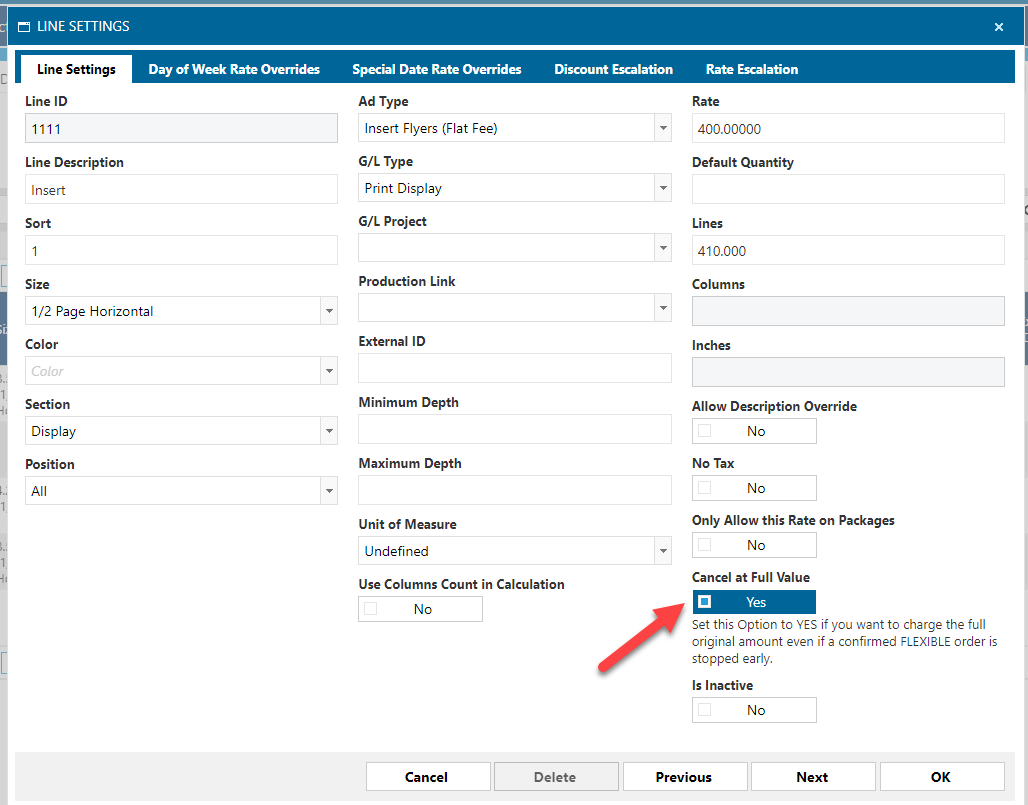 LINE SETTINGS
Line Settings
Day of Week Rate Overrides
Special Date Rate Overrides
Discount Escalation
Rate Escalation
Line ID
1111
Line Description
Insert
Sort
1
Size
1/2 Page Horizontal
Color
Color
Section
Display
Position
All
Ad Type
Insert Flyers (Flat Fee)
G/L Type
Print Display
G/L Project
Production Link
External ID
Minimum Depth
Maximum Depth
Unit of Measure
Undefined
Use Columns Count in Calculation
No
Rate
400.00000
Default Quantity
Lines
410.000
Columns
Inches
Allow Description Override
No
No Tax
No
Only Allow this Rate on Packages
No
Cancel at Full Value
Yes
Set this Option to YES if you want to charge the full
original amount even if a confirmed FLEXIBLE order is
stopped early.
Is Inactive
No
Cancel
Delete
Previous
Next
OK